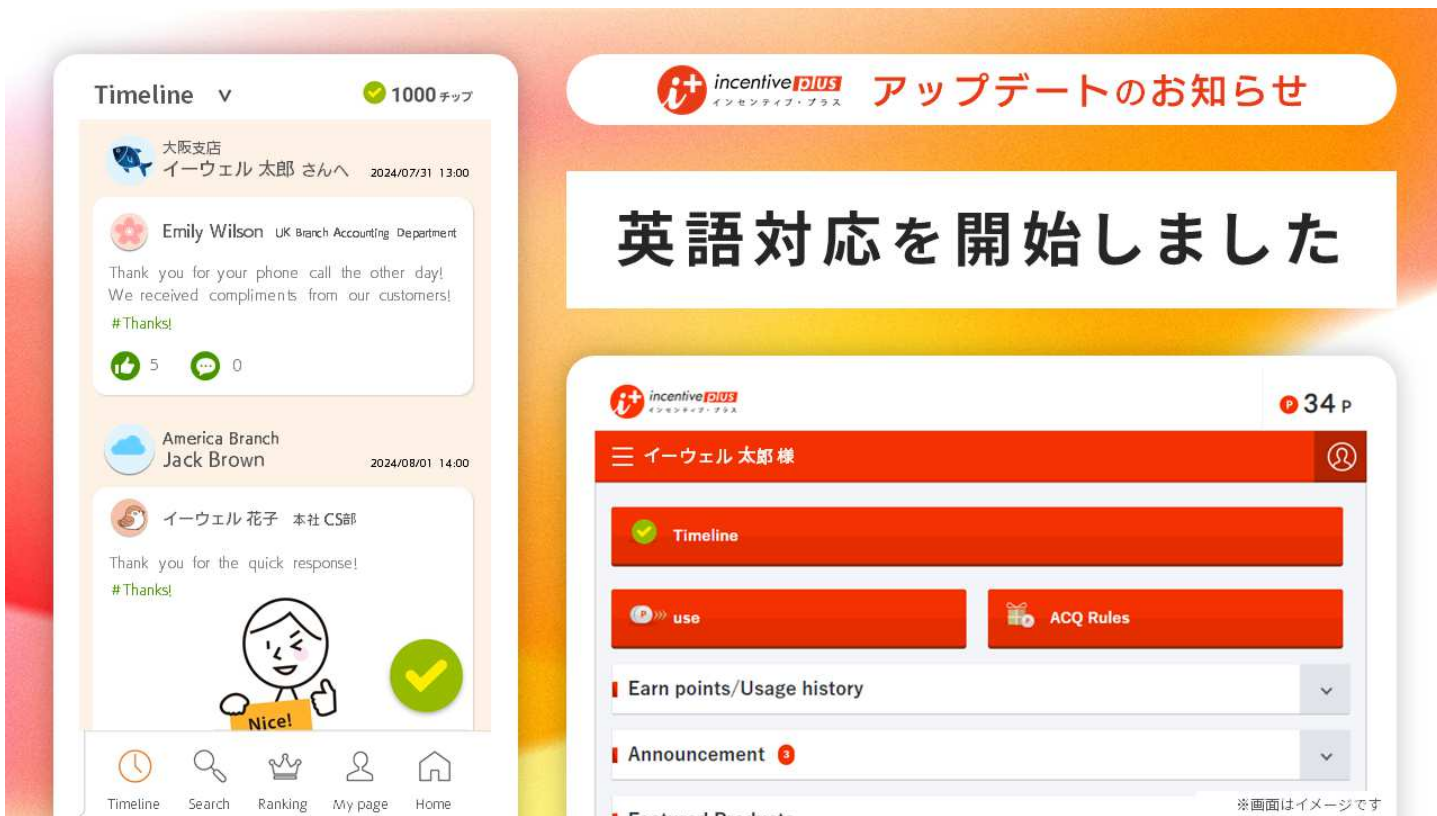 Timeline ∨
1000 チップ
大阪支店
イーウェル 太郎 さんへ 2024/07/31 13:00
Emily Wilson UK Branch Accounting Department
Thank you for your phone call the other day!
We received compliments from our customers!
#Thanks!
5 0
America Branch
Jack Brown 2024/08/01 14:00
イーウェル 花子 本社 CS部
Thank you for the quick response!
#Thanks!
Nice!
Timeline Search Ranking My page Home
i+ incentive plus アップデートのお知らせ
インセンティブ・プラス
英語対応を開始しました
i+ incentive plus
インセンティブ・プラス
P 34 P
イーウェル 太郎 様
Timeline
P use
P ACQ Rules
Earn points/Usage history
Announcement 3
Featured Products
※画面はイメージです